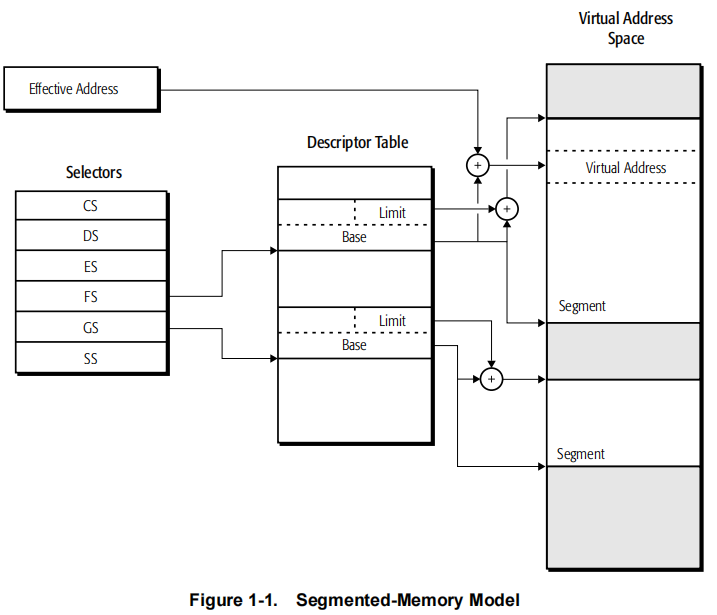 Virtual Address
Space
Effective Address
Descriptor Table
Selectors
CS
DS
ES
FS
GS
SS
Limit
Base
Limit
Base
+
+
+
Virtual Address
Segment
Segment
Figure 1-1. Segmented-Memory Model